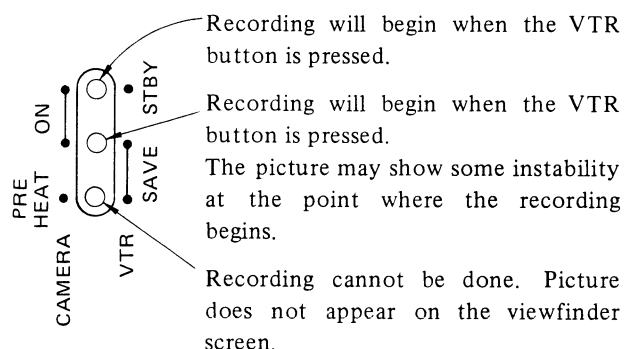 Recording will begin when the VTR
button is pressed.
Recording will begin when the VTR
button is pressed.
The picture may show some instability
at the point where the recording
begins.
Recording cannot be done. Picture
does not appear on the viewfinder
screen.
ON
STBY
PRE
HEAT
SAVE
CAMERA
VTR